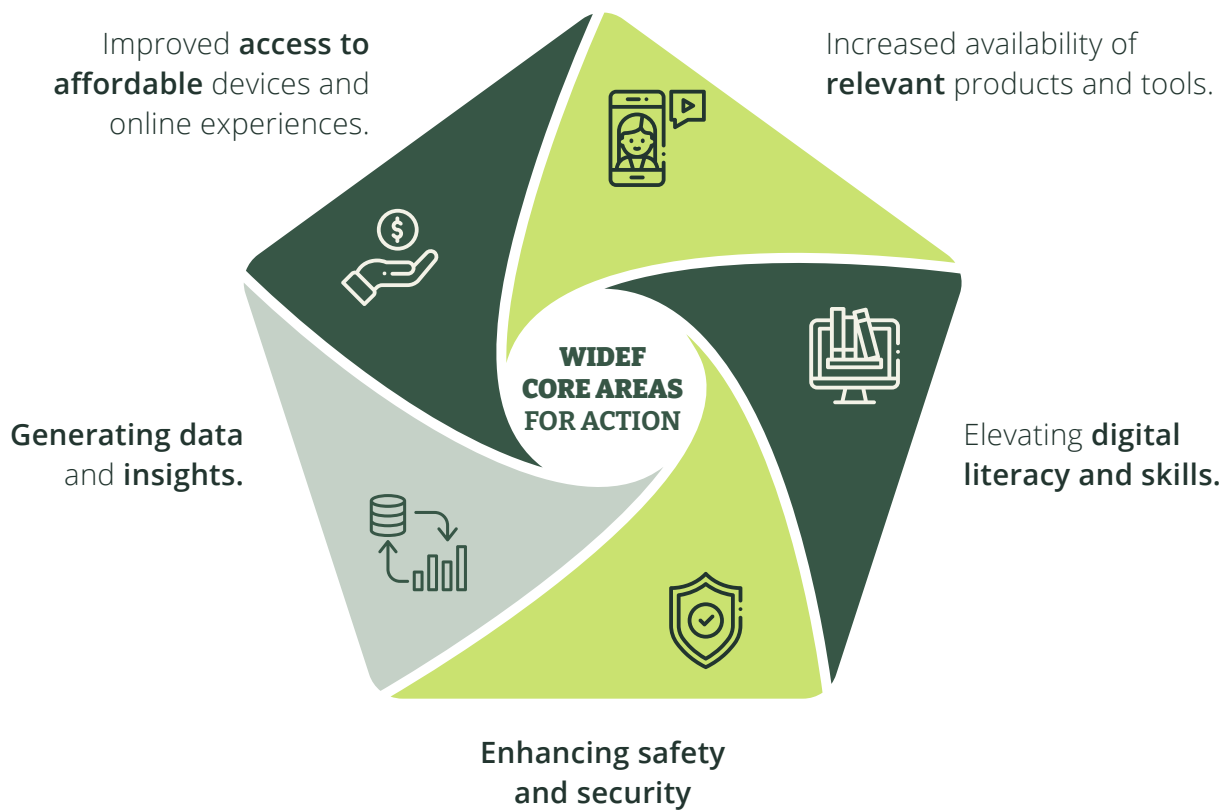 Improved access to
affordable devices and
online experiences.
Increased availability of
relevant products and tools.
WIDEF
CORE AREAS
FOR ACTION
Generating data
and insights.
Elevating digital
literacy and skills.
Enhancing safety
and security
$